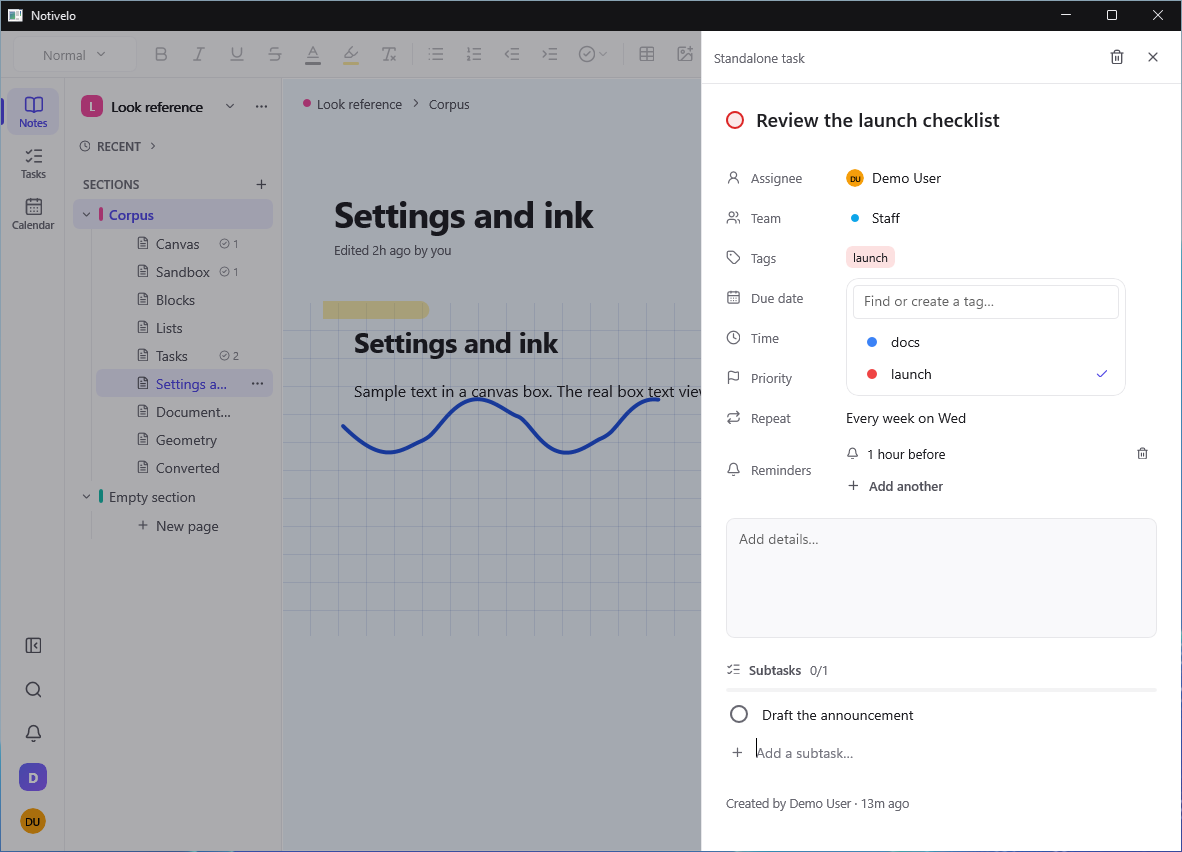 Notivelo
Normal
Standalone task
Notes
Tasks
Calendar
L Look reference
RECENT
SECTIONS
Corpus
Canvas 1
Sandbox 1
Blocks
Lists
Tasks 2
Settings a...
Document...
Geometry
Converted
Empty section
New page
D
DU
Look reference > Corpus
Settings and ink
Edited 2h ago by you
Settings and ink
Sample text in a canvas box. The real box text view
Review the launch checklist
Assignee DU Demo User
Team Staff
Tags launch
Due date
Time
Priority
Find or create a tag...
docs
launch
Repeat Every week on Wed
Reminders
1 hour before
Add another
Add details...
Subtasks 0/1
Draft the announcement
Add a subtask...
Created by Demo User · 13m ago